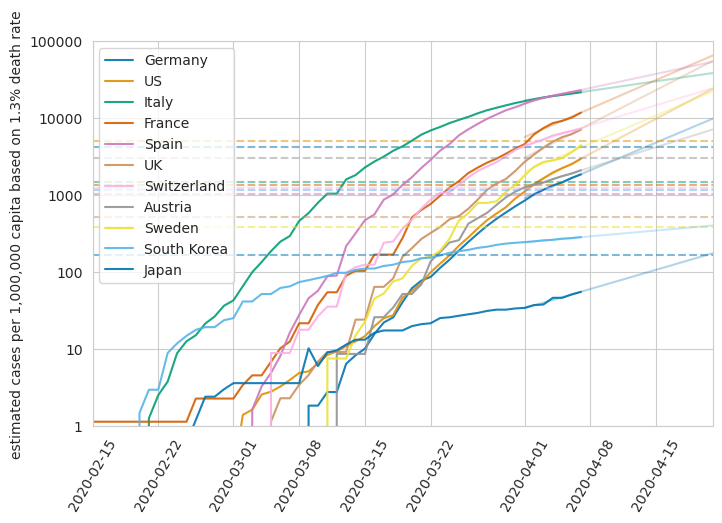 estimated cases per 1,000,000 capita based on 1.3% death rate
100000
10000
1000
100
10
1
Germany
US
Italy
France
Spain
UK
Switzerland
Austria
Sweden
South Korea
Japan
2020-02-15
2020-02-22
2020-03-01
2020-03-08
2020-03-15
2020-03-22
2020-04-01
2020-04-08
2020-04-15